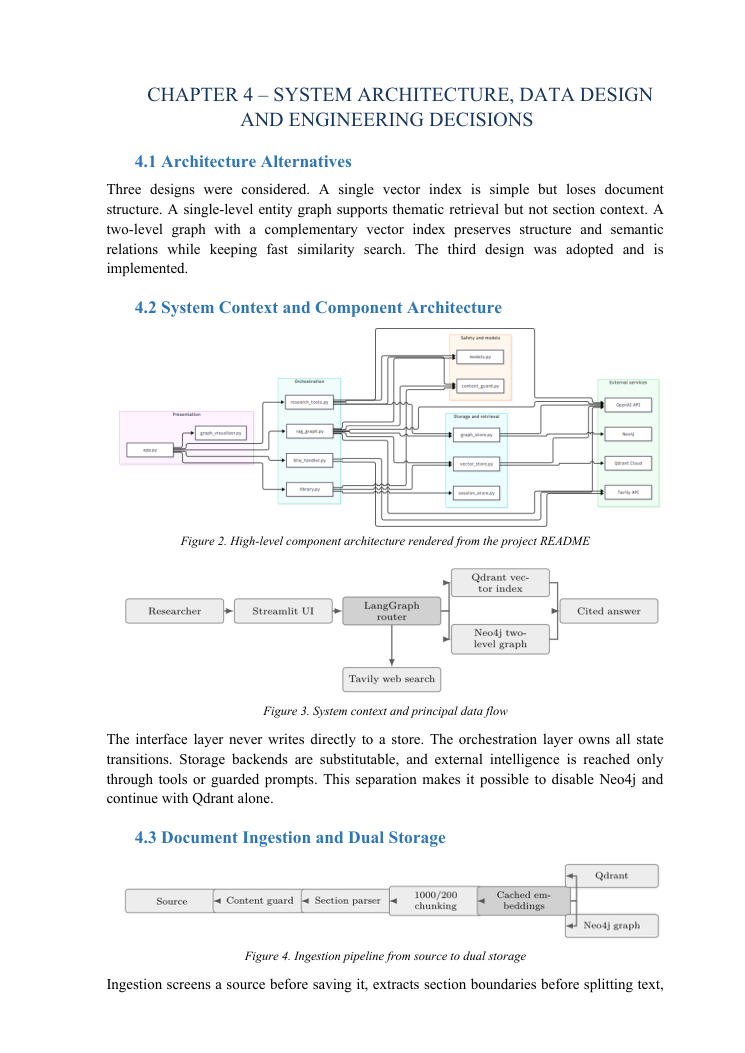 CHAPTER 4 – SYSTEM ARCHITECTURE, DATA DESIGN
AND ENGINEERING DECISIONS
4.1 Architecture Alternatives
Three designs were considered. A single vector index is simple but loses document
structure. A single-level entity graph supports thematic retrieval but not section context. A
two-level graph with a complementary vector index preserves structure and semantic
relations while keeping fast similarity search. The third design was adopted and is
implemented.
4.2 System Context and Component Architecture
Presentation
app.py
graph_visualizer.py
Orchestration
research_tools.py
rag_graph.py
btw_handler.py
library.py
Safety and models
models.py
content_guard.py
Storage and retrieval
graph_store.py
vector_store.py
session_store.py
External services
OpenAI API
Neo4j
Qdrant Cloud
Tavily API
Figure 2. High-level component architecture rendered from the project README
Researcher
Streamlit UI
LangGraph
router
Qdrant vec-
tor index
Neo4j two-
level graph
Cited answer
Tavily web search
Figure 3. System context and principal data flow
The interface layer never writes directly to a store. The orchestration layer owns all state
transitions. Storage backends are substitutable, and external intelligence is reached only
through tools or guarded prompts. This separation makes it possible to disable Neo4j and
continue with Qdrant alone.
4.3 Document Ingestion and Dual Storage
Source
Content guard
Section parser
1000/200
chunking
Cached em-
beddings
Qdrant
Neo4j graph
Figure 4. Ingestion pipeline from source to dual storage
Ingestion screens a source before saving it, extracts section boundaries before splitting text,